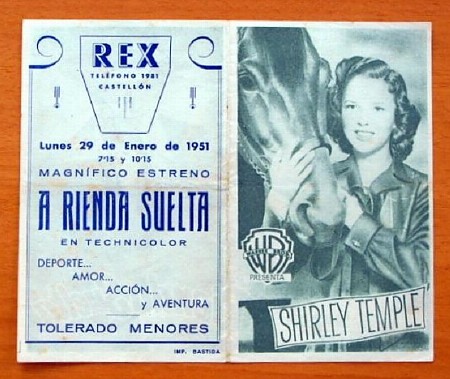 REX
TELÉFONO 1981
CASTELLÓN
Lunes 29 de Enero de 1951
7'15 y 10'15
MAGNÍFICO ESTRENO
A RIENDA SUELTA
EN TECHNICOLOR
DEPORTE...
AMOR...
ACCIÓN...
y AVENTURA
TOLERADO MENORES
IMP. BASTIDA
WB
PRESENTA
SHIRLEY TEMPLE